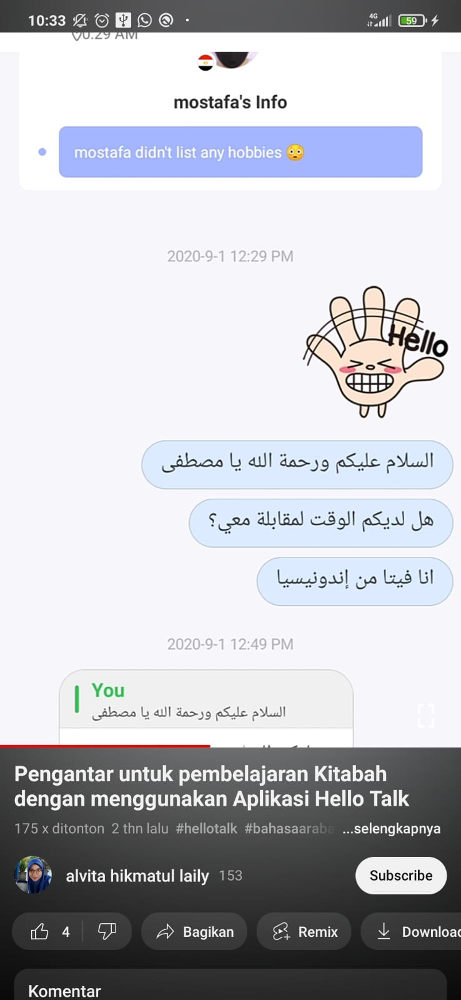 10:33
4G
59
0:29 AM
mostafa's Info
mostafa didn't list any hobbies 😳
2020-9-1 12:29 PM
Hello
السلام عليكم ورحمة الله يا مصطفى
هل لديكم الوقت لمقابلة معي؟
انا فيتا من إندونيسيا
2020-9-1 12:49 PM
You
السلام عليكم ورحمة الله يا مصطفى
Pengantar untuk pembelajaran Kitabah
dengan menggunakan Aplikasi Hello Talk
175 x ditonton 2 thn lalu #hellotalk #bahasaaraba ...selengkapnya
alvita hikmatul laily 153
Subscribe
4
Bagikan
Remix
Downloac
Komentar